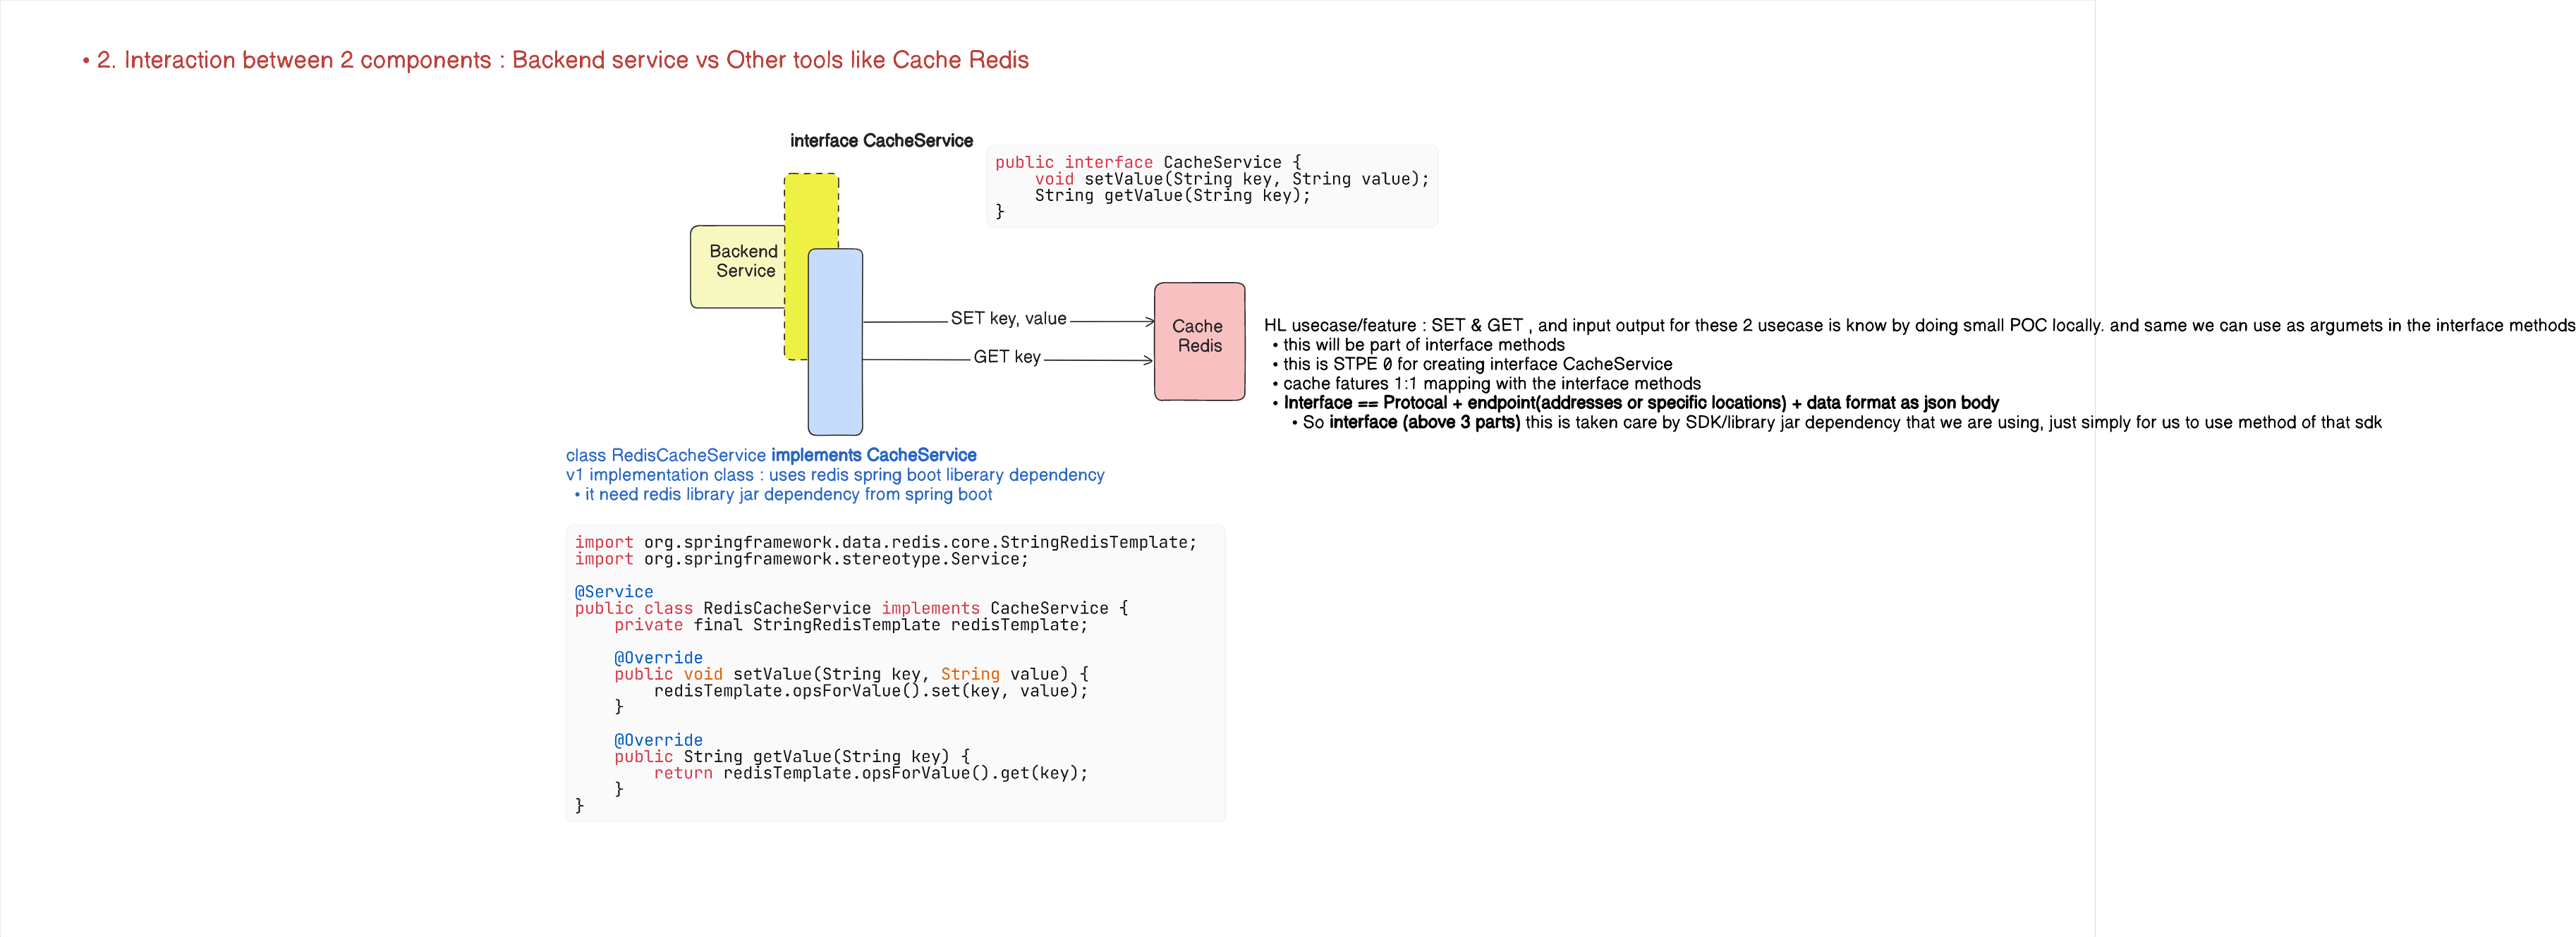 • 2. Interaction between 2 components : Backend service vs Other tools like Cache Redis
interface CacheService
public interface CacheService {
    void setValue(String key, String value);
    String getValue(String key);
}
Backend
Service
SET key, value
GET key
Cache
Redis
HL usecase/feature : SET & GET , and input output for these 2 usecase is know by doing small POC locally. and same we can use as argumets in the interface methods
• this will be part of interface methods
• this is STPE 0 for creating interface CacheService
• cache fatures 1:1 mapping with the interface methods
• Interface == Protocal + endpoint(addresses or specific locations) + data format as json body
• So interface (above 3 parts) this is taken care by SDK/library jar dependency that we are using, just simply for us to use method of that sdk
class RedisCacheService implements CacheService
v1 implementation class : uses redis spring boot liberary dependency
• it need redis library jar dependency from spring boot
import org.springframework.data.redis.core.StringRedisTemplate;
import org.springframework.stereotype.Service;
@Service
public class RedisCacheService implements CacheService {
    private final StringRedisTemplate redisTemplate;
    @Override
    public void setValue(String key, String value) {
        redisTemplate.opsForValue().set(key, value);
    }
    @Override
    public String getValue(String key) {
        return redisTemplate.opsForValue().get(key);
    }
}